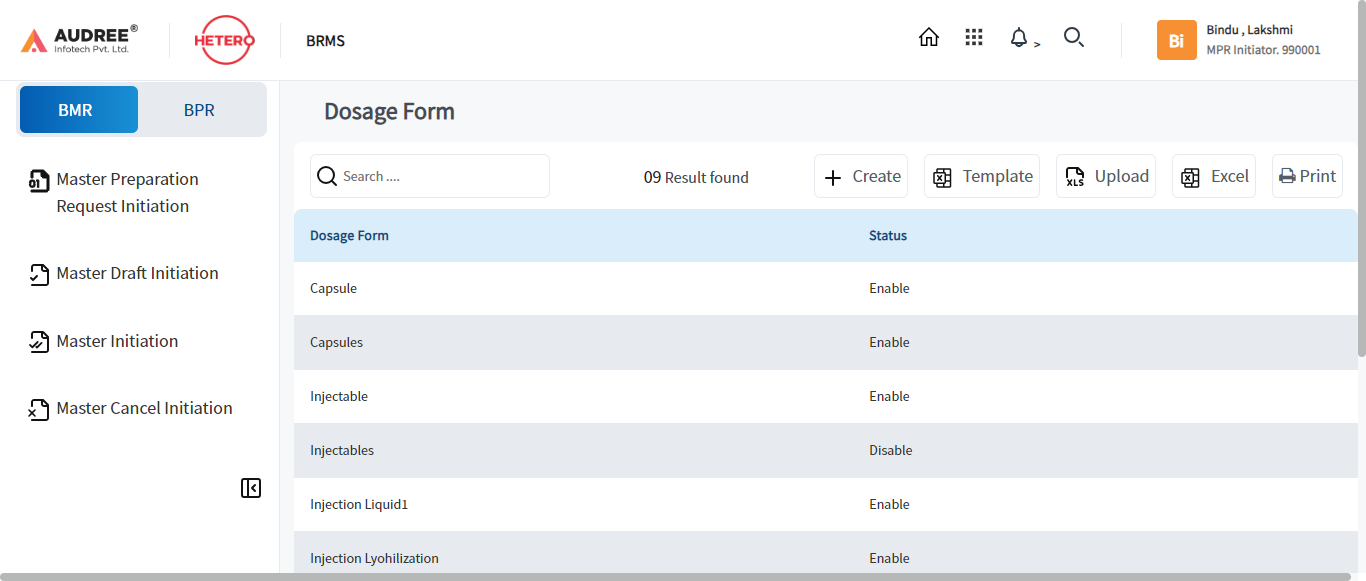 AUDREE®
Infotech Pvt. Ltd.
HETERO
BRMS
>
Bi
Bindu , Lakshmi
MPR Initiator. 990001
BMR
BPR
Dosage Form
01
Master Preparation
Request Initiation
Master Draft Initiation
Master Initiation
Master Cancel Initiation
Search ....
09 Result found
Create
Template
XLS
Upload
Excel
Print
Dosage Form
Status
Capsule
Enable
Capsules
Enable
Injectable
Enable
Injectables
Disable
Injection Liquid1
Enable
Injection Lyohilization
Enable